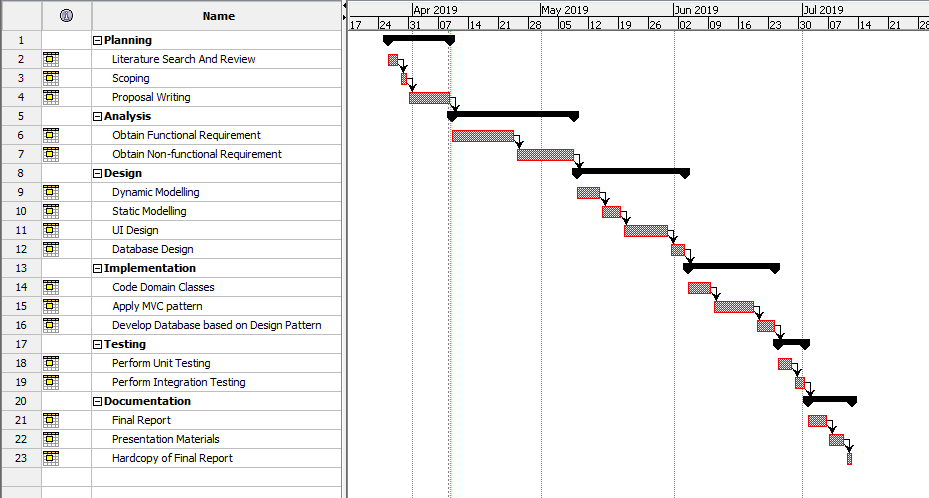 Name
Apr 2019 May 2019 Jun 2019 Jul 2019
17 24 31 07 14 21 28 05 12 19 26 02 09 16 23 30 07 14 21 28
1 Planning
2 Literature Search And Review
3 Scoping
4 Proposal Writing
5 Analysis
6 Obtain Functional Requirement
7 Obtain Non-functional Requirement
8 Design
9 Dynamic Modelling
10 Static Modelling
11 UI Design
12 Database Design
13 Implementation
14 Code Domain Classes
15 Apply MVC pattern
16 Develop Database based on Design Pattern
17 Testing
18 Perform Unit Testing
19 Perform Integration Testing
20 Documentation
21 Final Report
22 Presentation Materials
23 Hardcopy of Final Report